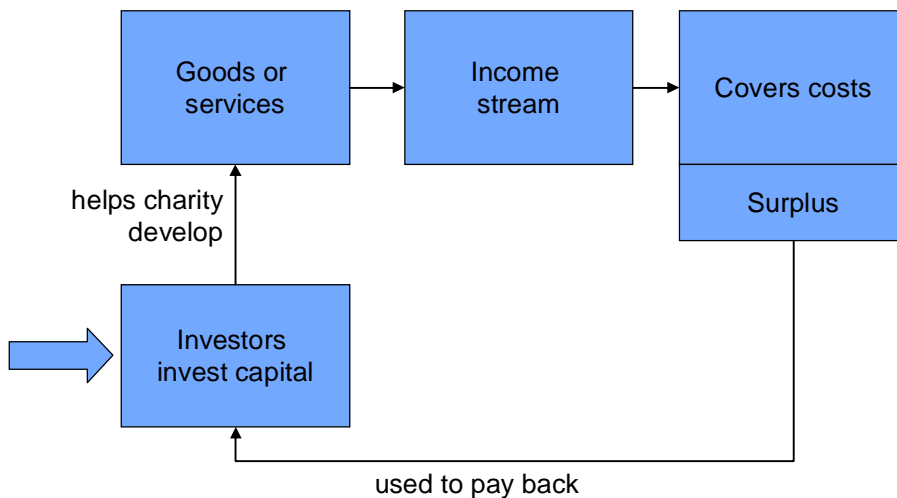 Goods or
services
Income
stream
Covers costs
Surplus
helps charity
develop
Investors
invest capital
used to pay back